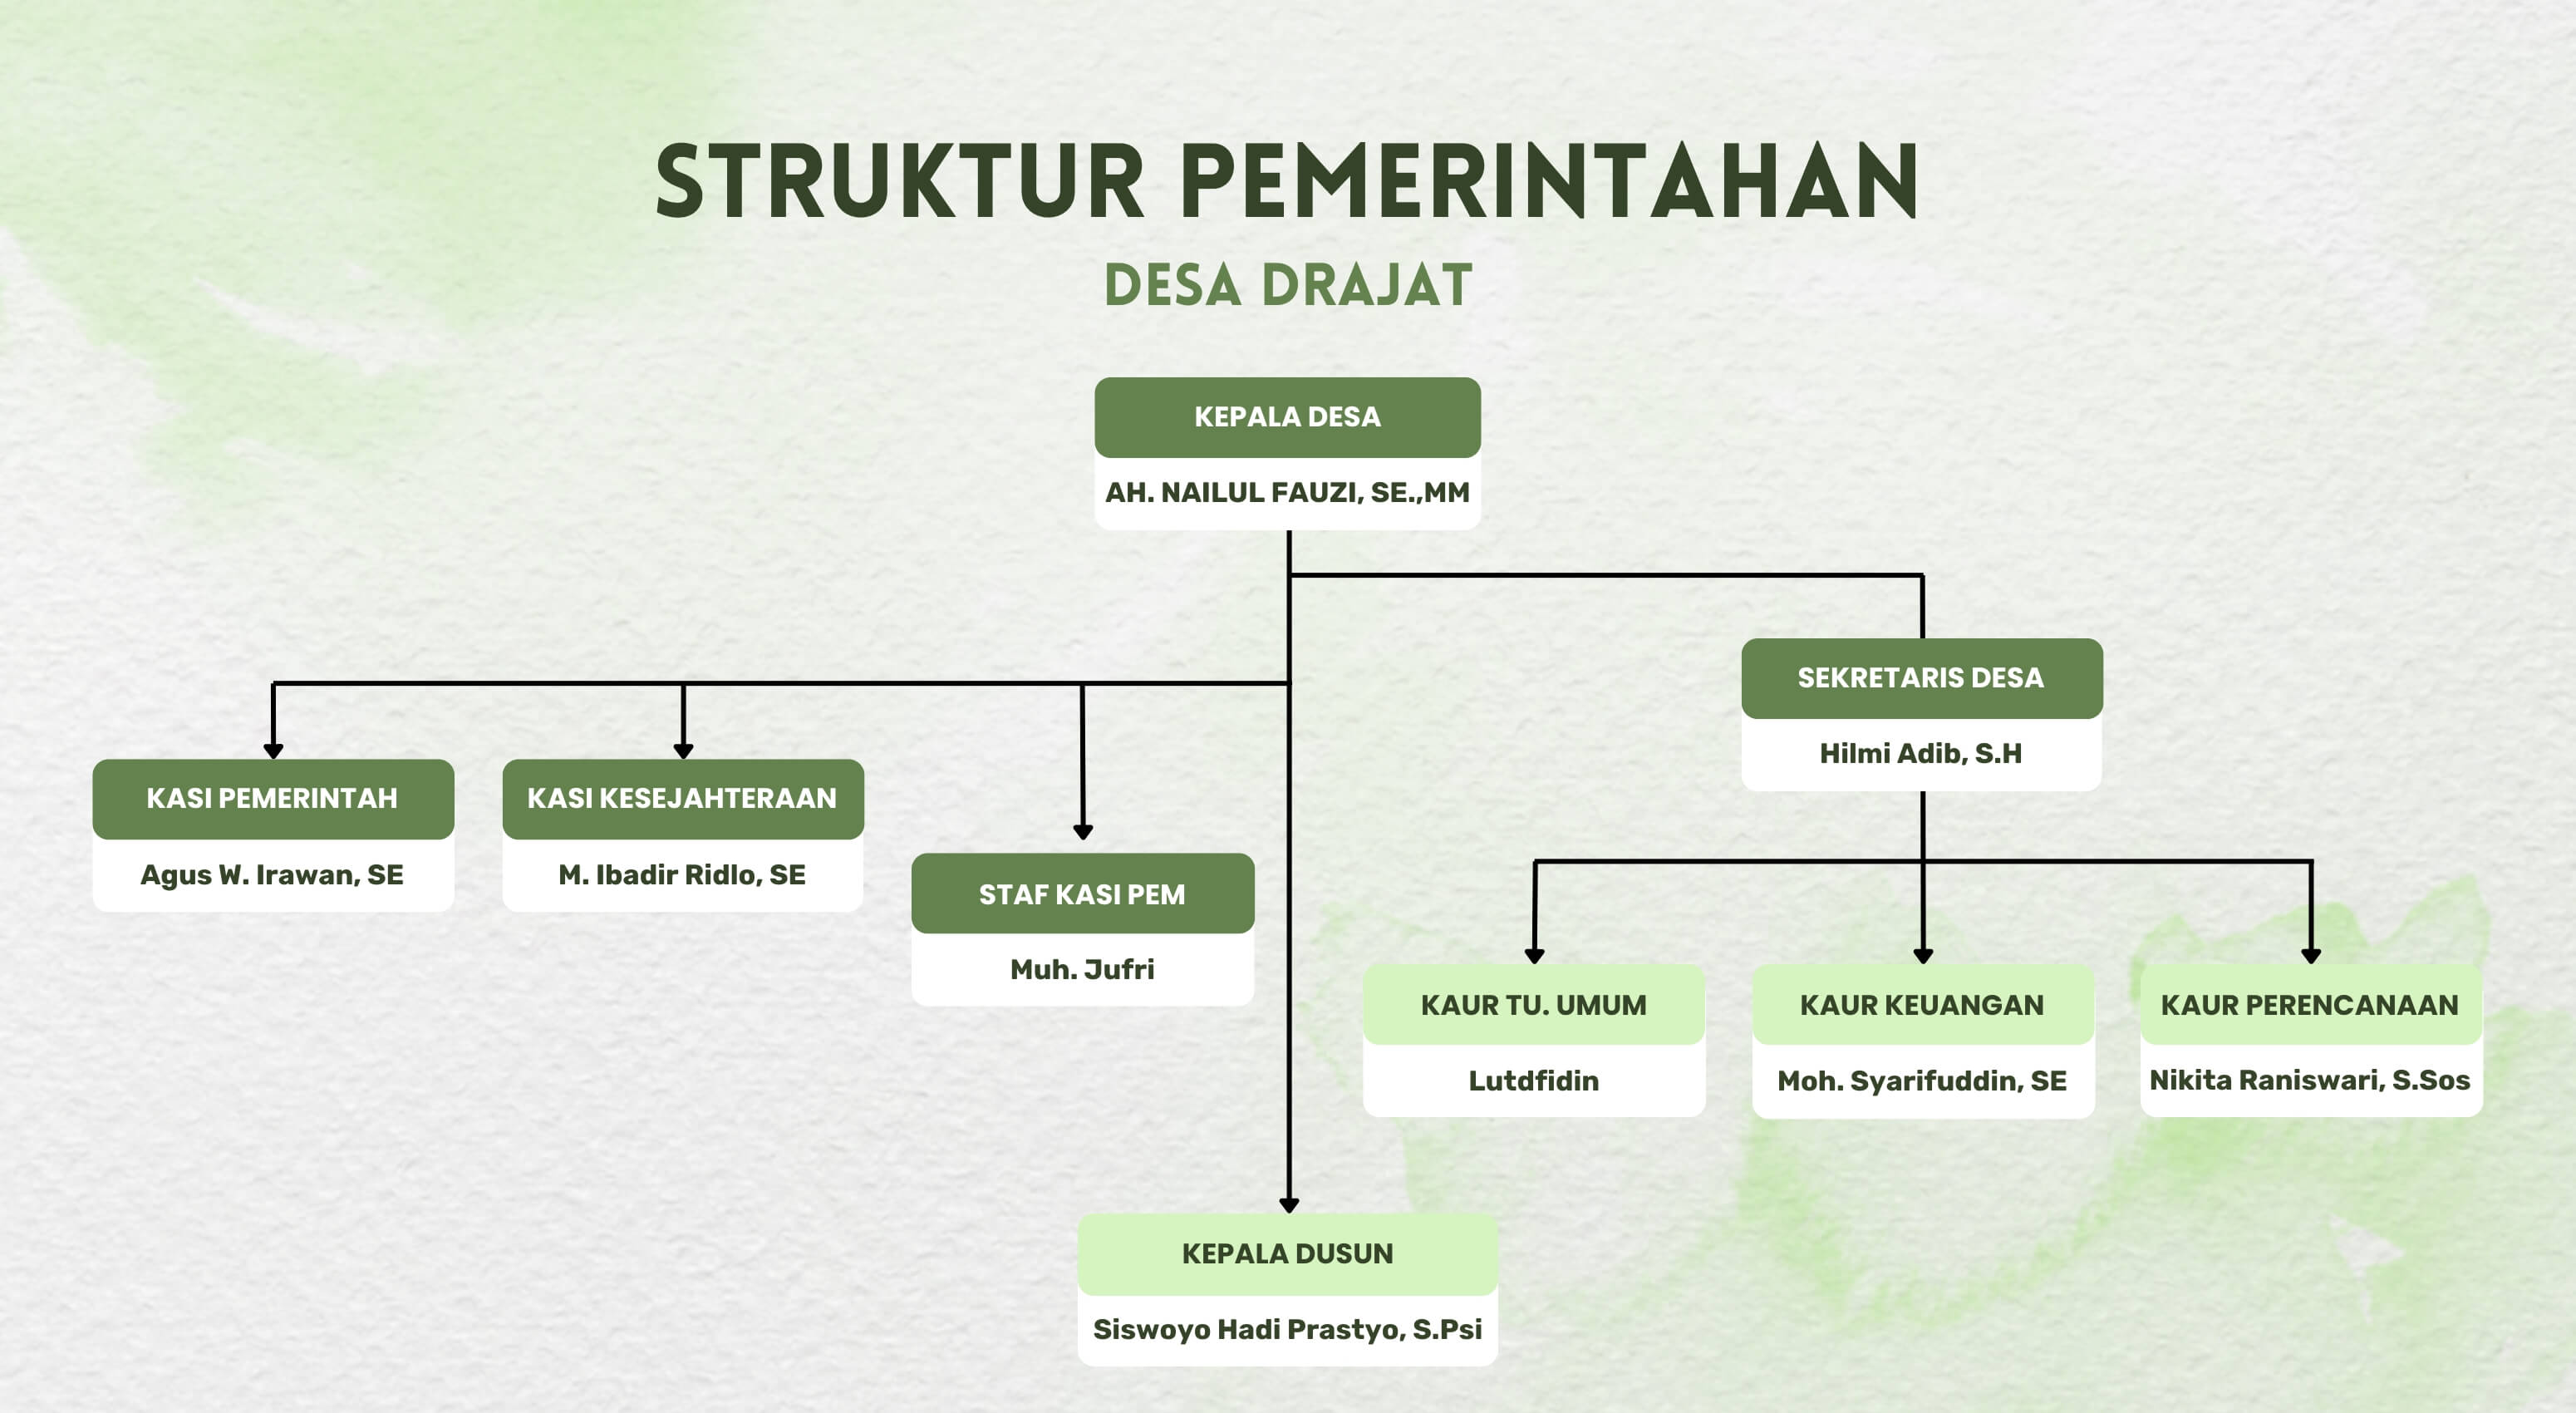 STRUKTUR PEMERINTAHAN
DESA DRAJAT
KEPALA DESA
AH. NAILUL FAUZI, SE.,MM
SEKRETARIS DESA
Hilmi Adib, S.H
KASI PEMERINTAH
Agus W. Irawan, SE
KASI KESEJAHTERAAN
M. Ibadir Ridlo, SE
STAF KASI PEM
Muh. Jufri
KAUR TU. UMUM
Lutdfidin
KAUR KEUANGAN
Moh. Syarifuddin, SE
KAUR PERENCANAAN
Nikita Raniswari, S.Sos
KEPALA DUSUN
Siswoyo Hadi Prastyo, S.Psi